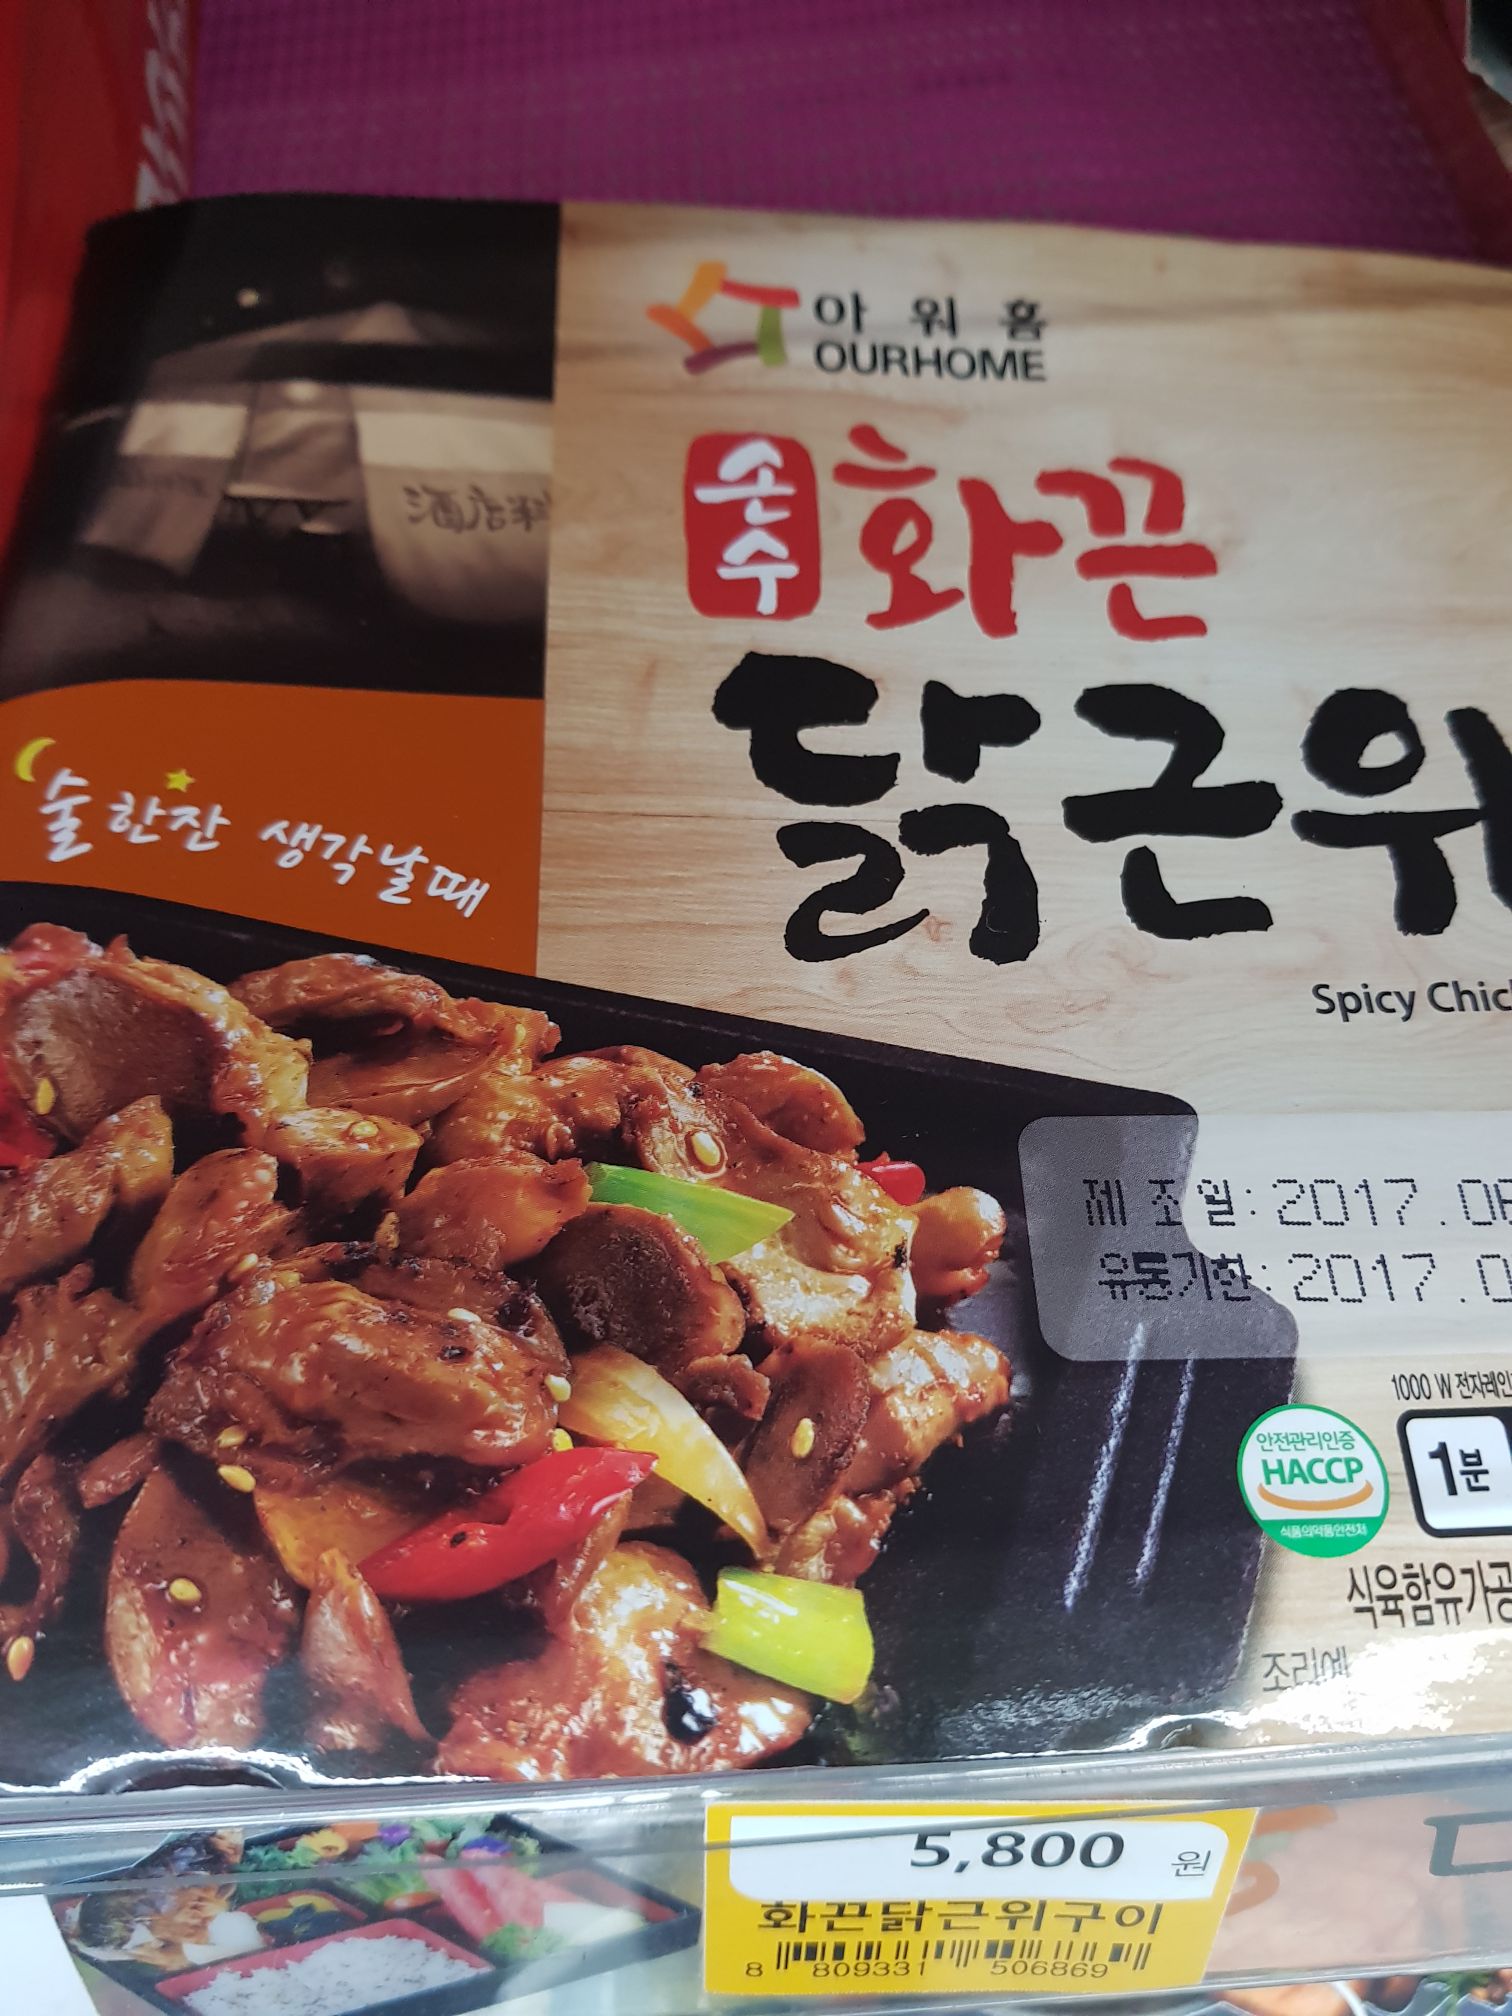 아워홈
OURHOME
손수 화끈
닭근위
Spicy Chic
술 한잔 생각날때
제조일: 2017.
유통기한: 2017.
1000 W 전자레인
안전관리인증
HACCP
식품의약품안전처
1분
식육함유가공
조리예
5,800 원
화끈닭근위구이
8 809331 506869